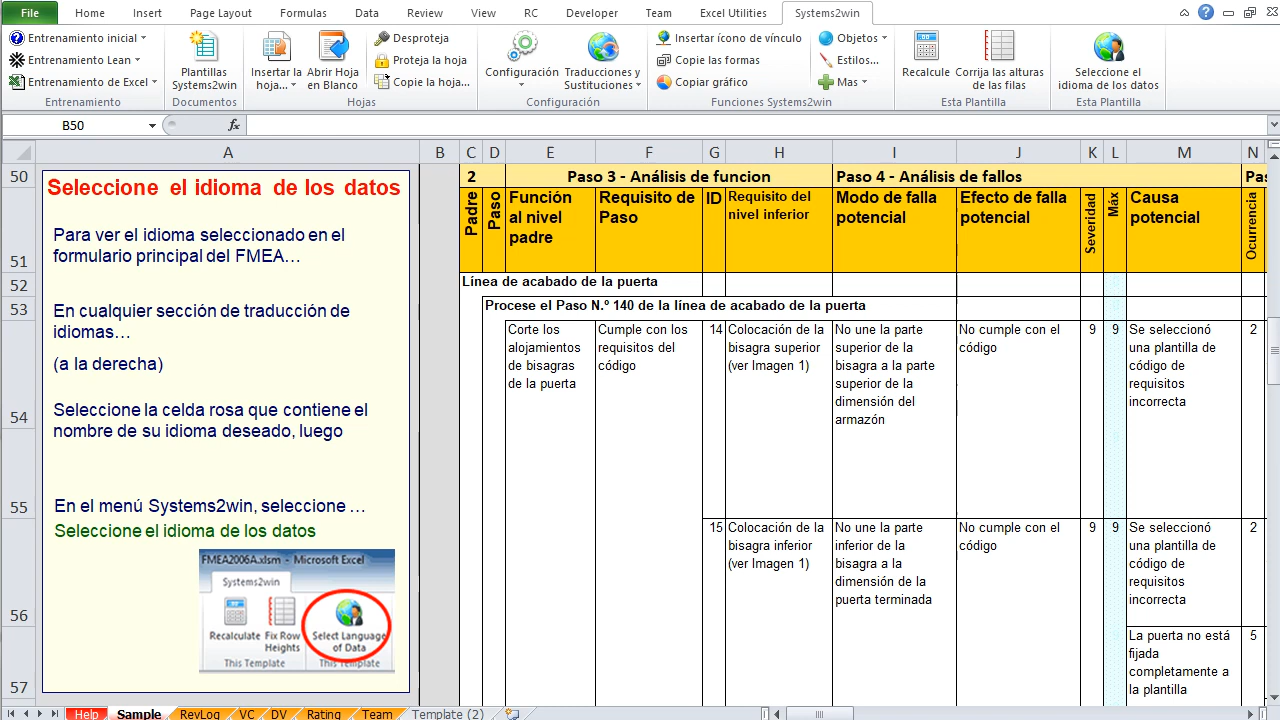 File Home Insert Page Layout Formulas Data Review View RC Developer Team Excel Utilities Systems2win
Entrenamiento inicial
Entrenamiento Lean
Entrenamiento de Excel
Entrenamiento
Plantillas
Systems2win
Documentos
Insertar la
hoja...
Abrir Hoja
en Blanco
Desproteja
Proteja la hoja
Copie la hoja...
Hojas
Configuración
Traducciones y
Sustituciones
Configuración
Insertar ícono de vínculo
Copie las formas
Copiar gráfico
Objetos
Estilos...
Mas
Funciones Systems2win
Recalcule
Corrija las alturas
de las filas
Esta Plantilla
Seleccione el
idioma de los datos
Esta Plantilla
B50 fx
A B C D E F G H I J K L M N
50 51 52 53 54 55 56 57
Seleccione el idioma de los datos
Para ver el idioma seleccionado en el
formulario principal del FMEA…
En cualquier sección de traducción de
idiomas…
(a la derecha)
Seleccione la celda rosa que contiene el
nombre de su idioma deseado, luego
En el menú Systems2win, seleccione …
Seleccione el idioma de los datos
FMEA2006A.xlsm - Microsoft Excel
Systems2win
Recalculate
Fix Row
Heights
Select Language
of Data
This Template
This Template
2 Paso 3 - Análisis de funcion Paso 4 - Análisis de fallos
Padre
Paso
Función
al nivel
padre
Requisito de
Paso
ID
Requisito del
nivel inferior
Modo de falla
potencial
Efecto de falla
potencial
Severidad
Máx
Causa
potencial
Ocurrencia
Línea de acabado de la puerta
Procese el Paso N.º 140 de la línea de acabado de la puerta
Corte los
alojamientos
de bisagras
de la puerta
Cumple con los
requisitos del
código
14
Colocación de la
bisagra superior
(ver Imagen 1)
No une la parte
superior de la
bisagra a la parte
superior de la
dimensión del
armazón
No cumple con el
código
9
9
Se seleccionó
una plantilla de
código de
requisitos
incorrecta
2
15
Colocación de la
bisagra inferior
(ver Imagen 1)
No une la parte
inferior de la
bisagra a la
dimensión de la
puerta terminada
No cumple con el
código
9
9
Se seleccionó
una plantilla de
código de
requisitos
incorrecta
2
La puerta no está
fijada
completamente a
la plantilla
5
Help Sample RevLog VC DV Rating Team Template (2)